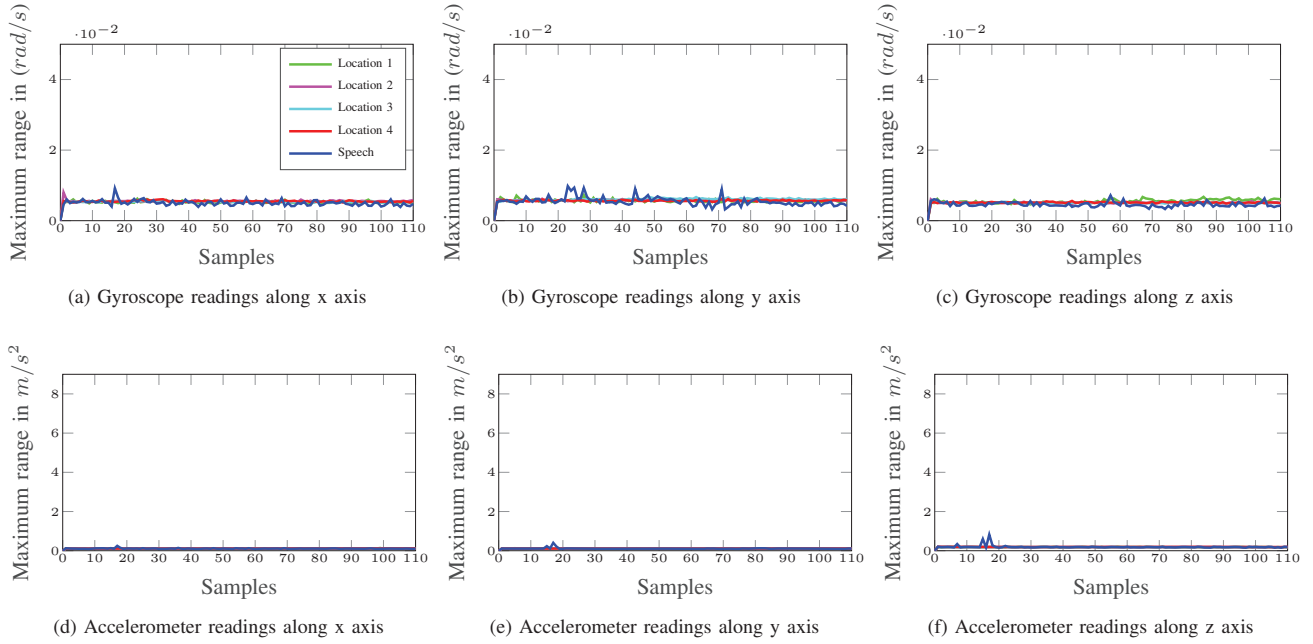 Maximum range in (rad/s)
·10−2
4
2
0
0 10 20 30 40 50 60 70 80 90 100 110
Location 1
Location 2
Location 3
Location 4
Speech
Samples
(a) Gyroscope readings along x axis
Maximum range in (rad/s)
·10−2
4
2
0
0 10 20 30 40 50 60 70 80 90 100 110
Samples
(b) Gyroscope readings along y axis
Maximum range in (rad/s)
·10−2
4
2
0
0 10 20 30 40 50 60 70 80 90 100 110
Samples
(c) Gyroscope readings along z axis
Maximum range in m/s²
8
6
4
2
0
0 10 20 30 40 50 60 70 80 90 100 110
Samples
(d) Accelerometer readings along x axis
Maximum range in m/s²
8
6
4
2
0
0 10 20 30 40 50 60 70 80 90 100 110
Samples
(e) Accelerometer readings along y axis
Maximum range in m/s²
8
6
4
2
0
0 10 20 30 40 50 60 70 80 90 100 110
Samples
(f) Accelerometer readings along z axis